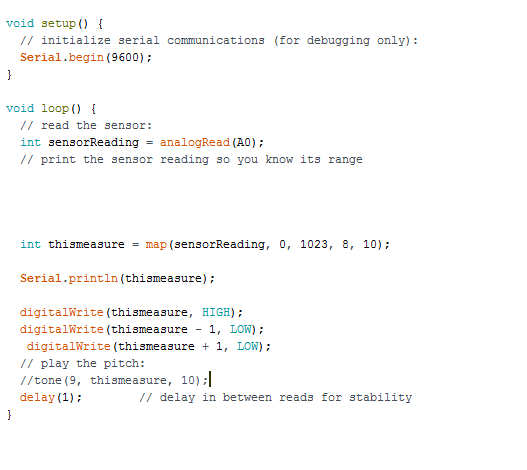 void setup() {
  // initialize serial communications (for debugging only):
  Serial.begin(9600);
}
void loop() {
  // read the sensor:
  int sensorReading = analogRead(A0);
  // print the sensor reading so you know its range
  int thismeasure = map(sensorReading, 0, 1023, 8, 10);
  Serial.println(thismeasure);
  digitalWrite(thismeasure, HIGH);
  digitalWrite(thismeasure - 1, LOW);
   digitalWrite(thismeasure + 1, LOW);
  // play the pitch:
  //tone(9, thismeasure, 10);
  delay(1);        // delay in between reads for stability
}